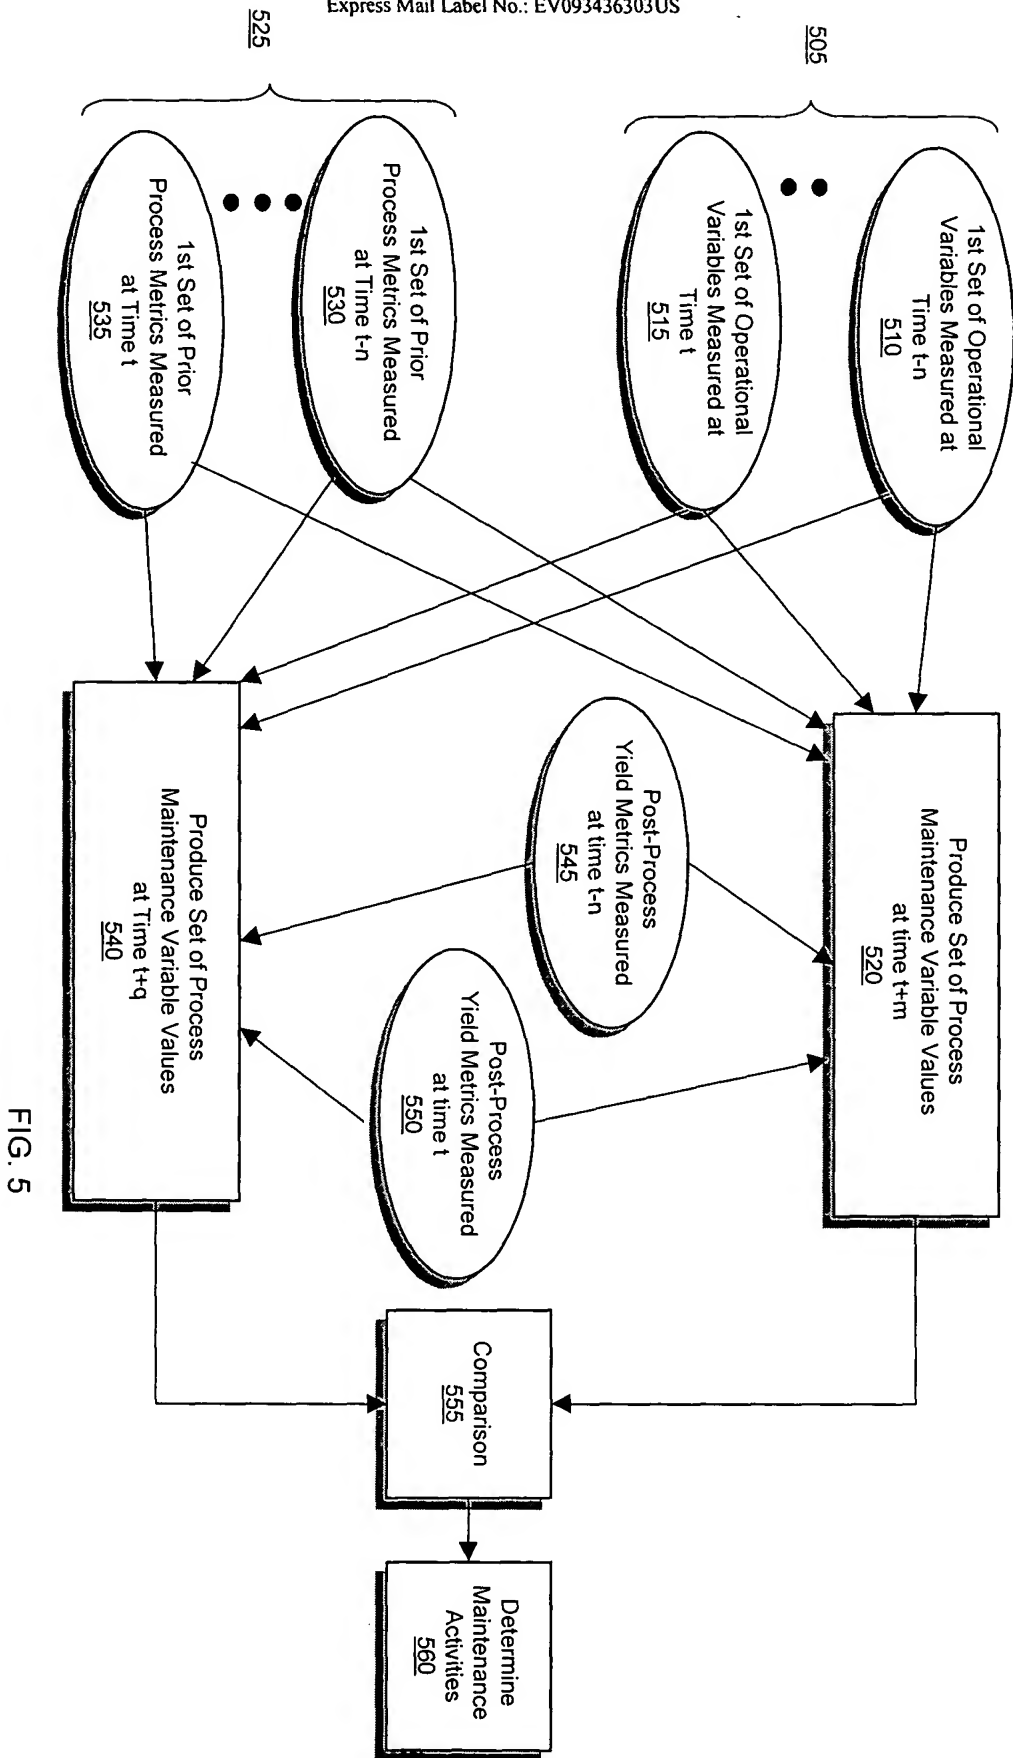 Express Mail Label No.: EV093436303US
505
1st Set of Operational
Variables Measured at
Time t-n
510
1st Set of Operational
Variables Measured at
Time t
515
525
1st Set of Prior
Process Metrics Measured
at Time t-n
530
1st Set of Prior
Process Metrics Measured
at Time t
535
Produce Set of Process
Maintenance Variable Values
at time t+m
520
Post-Process
Yield Metrics Measured
at time t-n
545
Post-Process
Yield Metrics Measured
at time t
550
Produce Set of Process
Maintenance Variable Values
at Time t+q
540
Comparison
555
Determine
Maintenance
Activities
560
FIG. 5